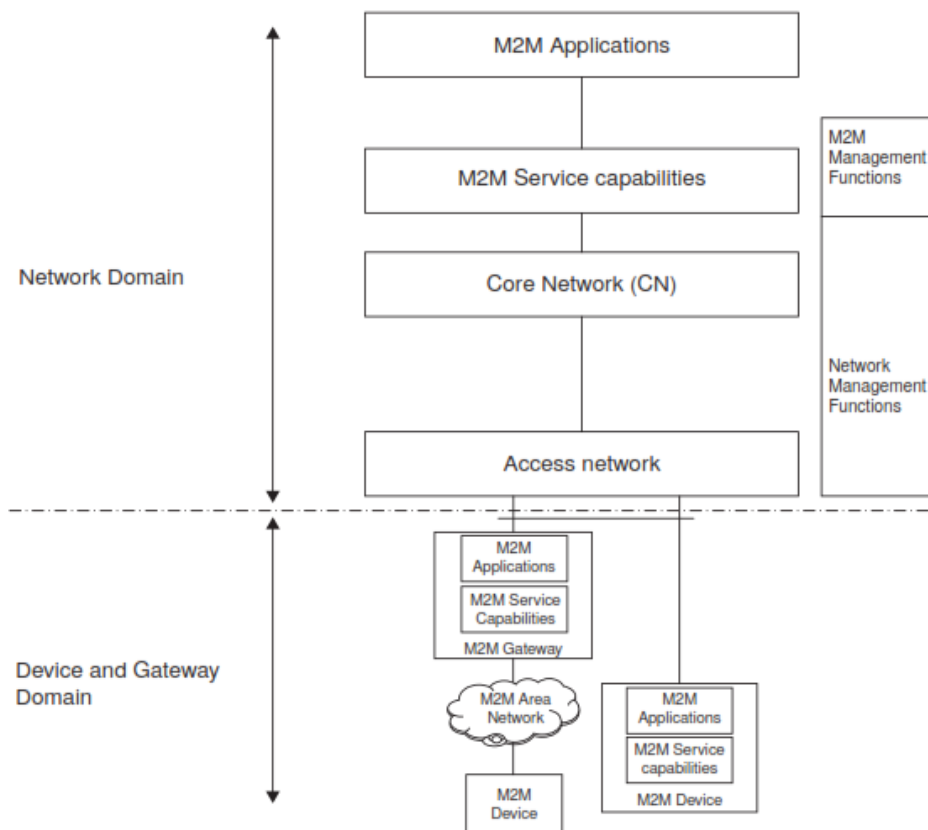 M2M Applications
M2M
Management
Functions
M2M Service capabilities
Network Domain
Core Network (CN)
Network
Management
Functions
Access network
M2M
Applications
M2M Service
Capabilities
M2M Gateway
Device and Gateway
Domain
M2M Area
Network
M2M
Applications
M2M Service
capabilities
M2M Device
M2M
Device